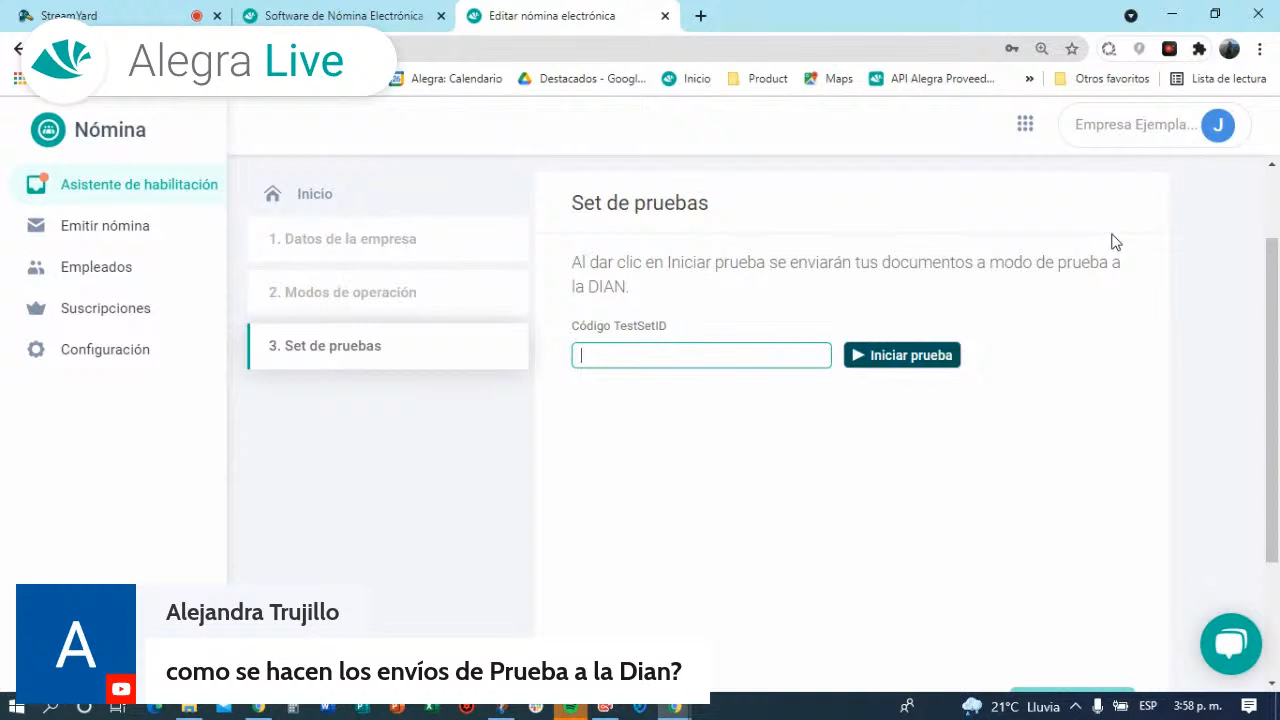 StreamYard
Software de Nómina Electrónica
Editar nómina electrónica
Alegra Live
Alegra: Calendario
Destacados - Googl...
Inicio
Product
Maps
API Alegra Proveed...
»
Otros favoritos
Lista de lectura
Nómina
Empresa Ejempla...
J
Asistente de habilitación
Emitir nómina
Empleados
Suscripciones
Configuración
Inicio
1. Datos de la empresa
2. Modos de operación
3. Set de pruebas
Set de pruebas
Al dar clic en Iniciar prueba se enviarán tus documentos a modo de prueba a
la DIAN.
Código TestSetID
Iniciar prueba
A
Alejandra Trujillo
como se hacen los envíos de Prueba a la Dian?
21°C Lluvia
ESP
3:58 p. m.